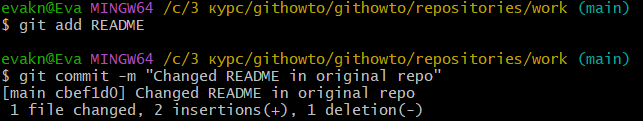 evakn@Eva MINGW64 /c/3 курс/githowto/githowto/repositories/work (main)
$ git add README
evakn@Eva MINGW64 /c/3 курс/githowto/githowto/repositories/work (main)
$ git commit -m "Changed README in original repo"
[main cbef1d0] Changed README in original repo
 1 file changed, 2 insertions(+), 1 deletion(-)